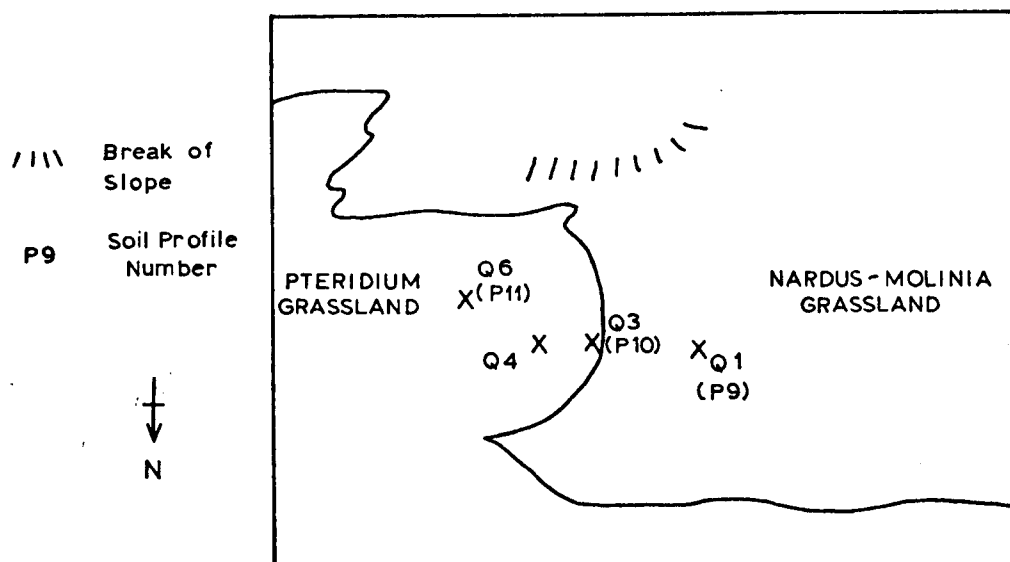 Break of
Slope
P9
Soil Profile
Number
N
PTERIDIUM
GRASSLAND
Q6
(P11)
Q4
Q3
(P10)
Q1
(P9)
NARDUS-MOLINIA
GRASSLAND